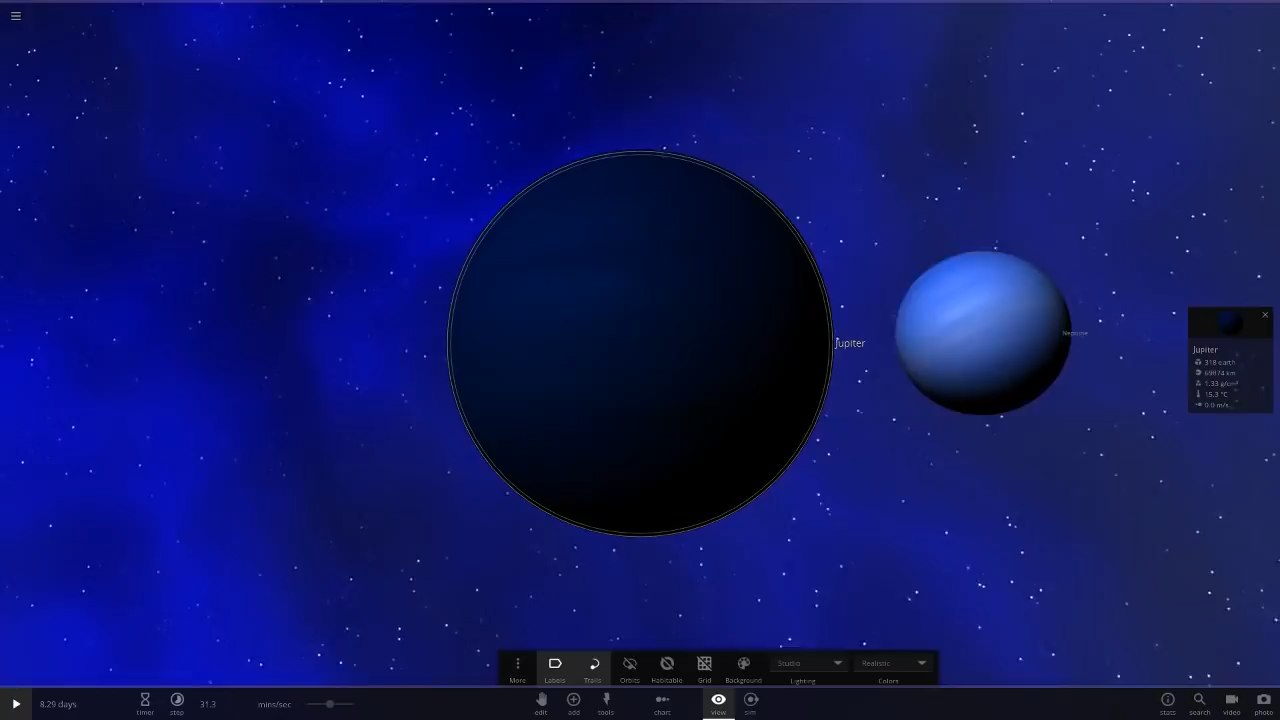 Jupiter
Neptune
Jupiter
318 earth
69874 km
1.33 g/cm³
15.3 °C
0.0 m/s
More
Labels
Trails
Orbits
Habitable
Grid
Background
Studio
Lighting
Realistic
Colors
8.29 days
timer
step
31.3
mins/sec
edit
add
tools
chart
view
sim
stats
search
video
photo